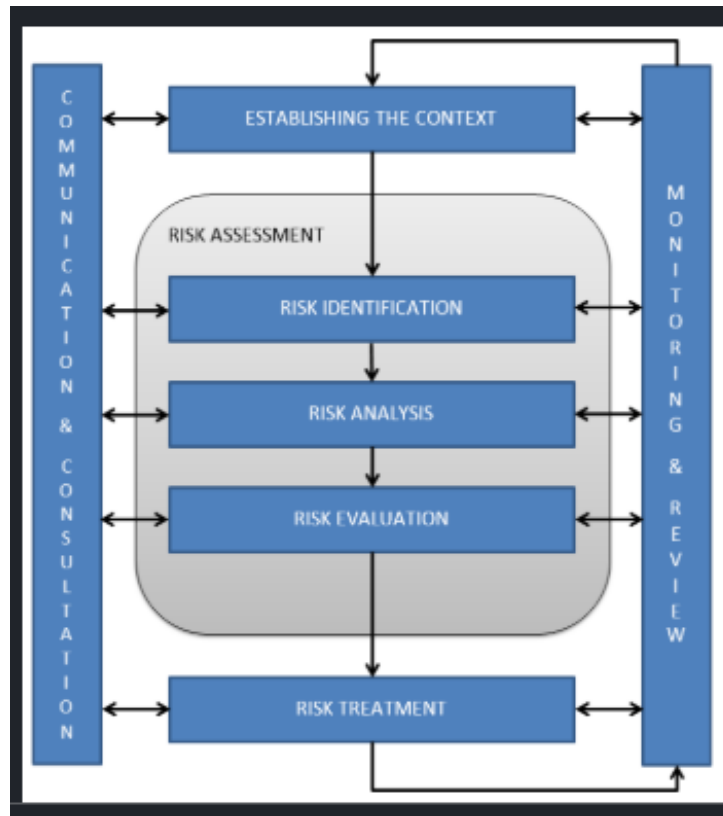 COMMUNICATION & CONSULTATION
ESTABLISHING THE CONTEXT
RISK ASSESSMENT
RISK IDENTIFICATION
RISK ANALYSIS
RISK EVALUATION
RISK TREATMENT
MONITORING & REVIEW